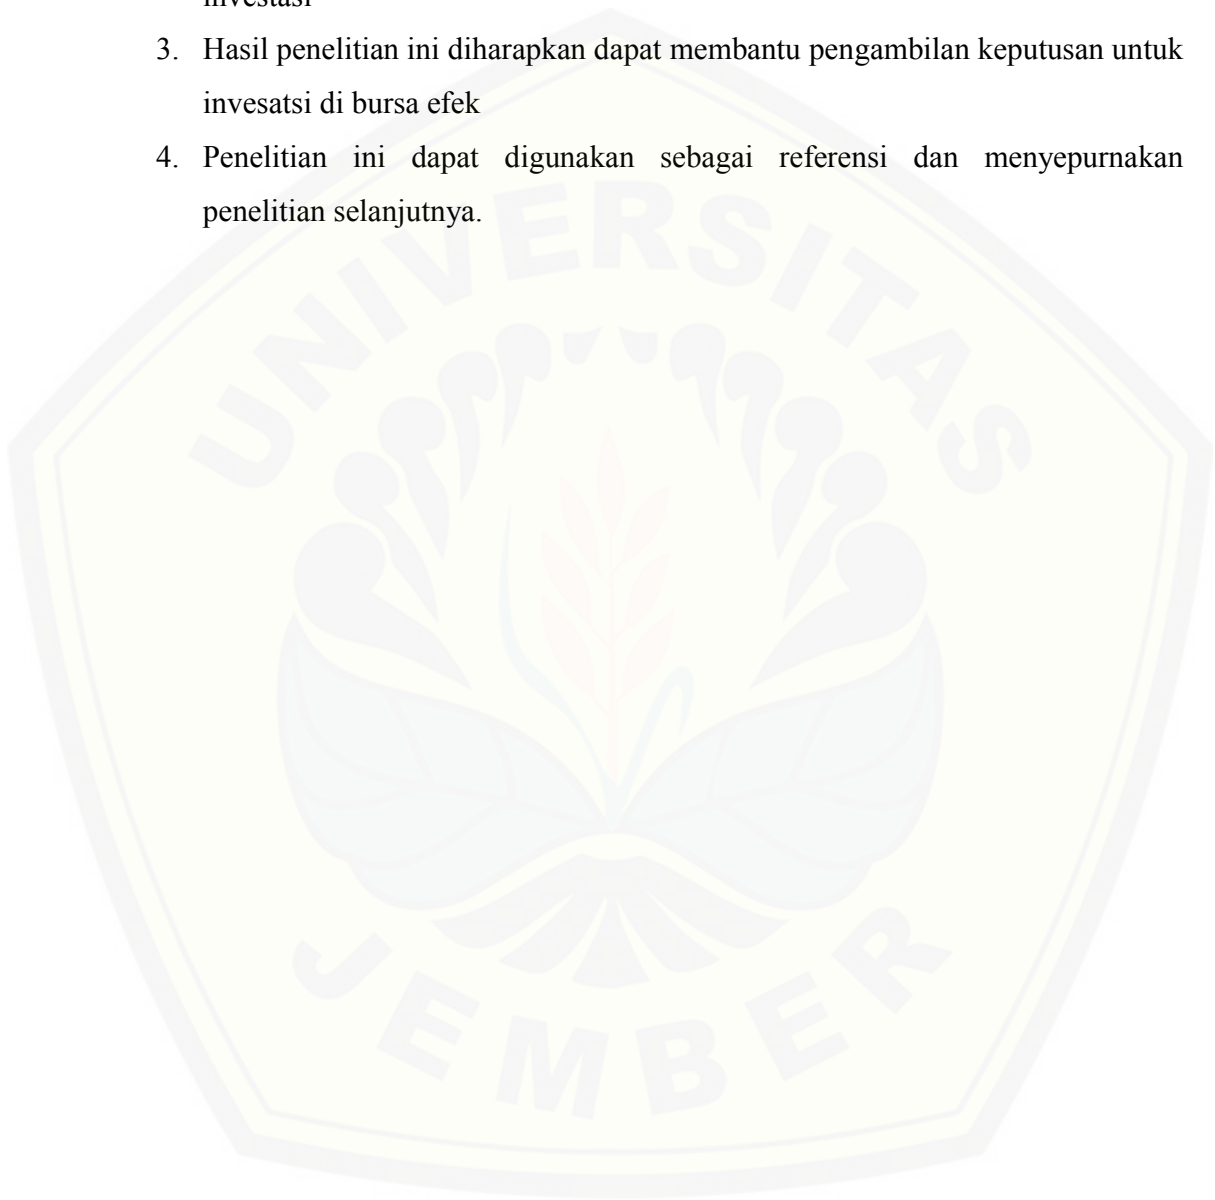 investasi
3. Hasil penelitian ini diharapkan dapat membantu pengambilan keputusan untuk
invesatsi di bursa efek
4. Penelitian ini dapat digunakan sebagai referensi dan menyepurnakan
penelitian selanjutnya.
UNIVERSITAS
JEMBER